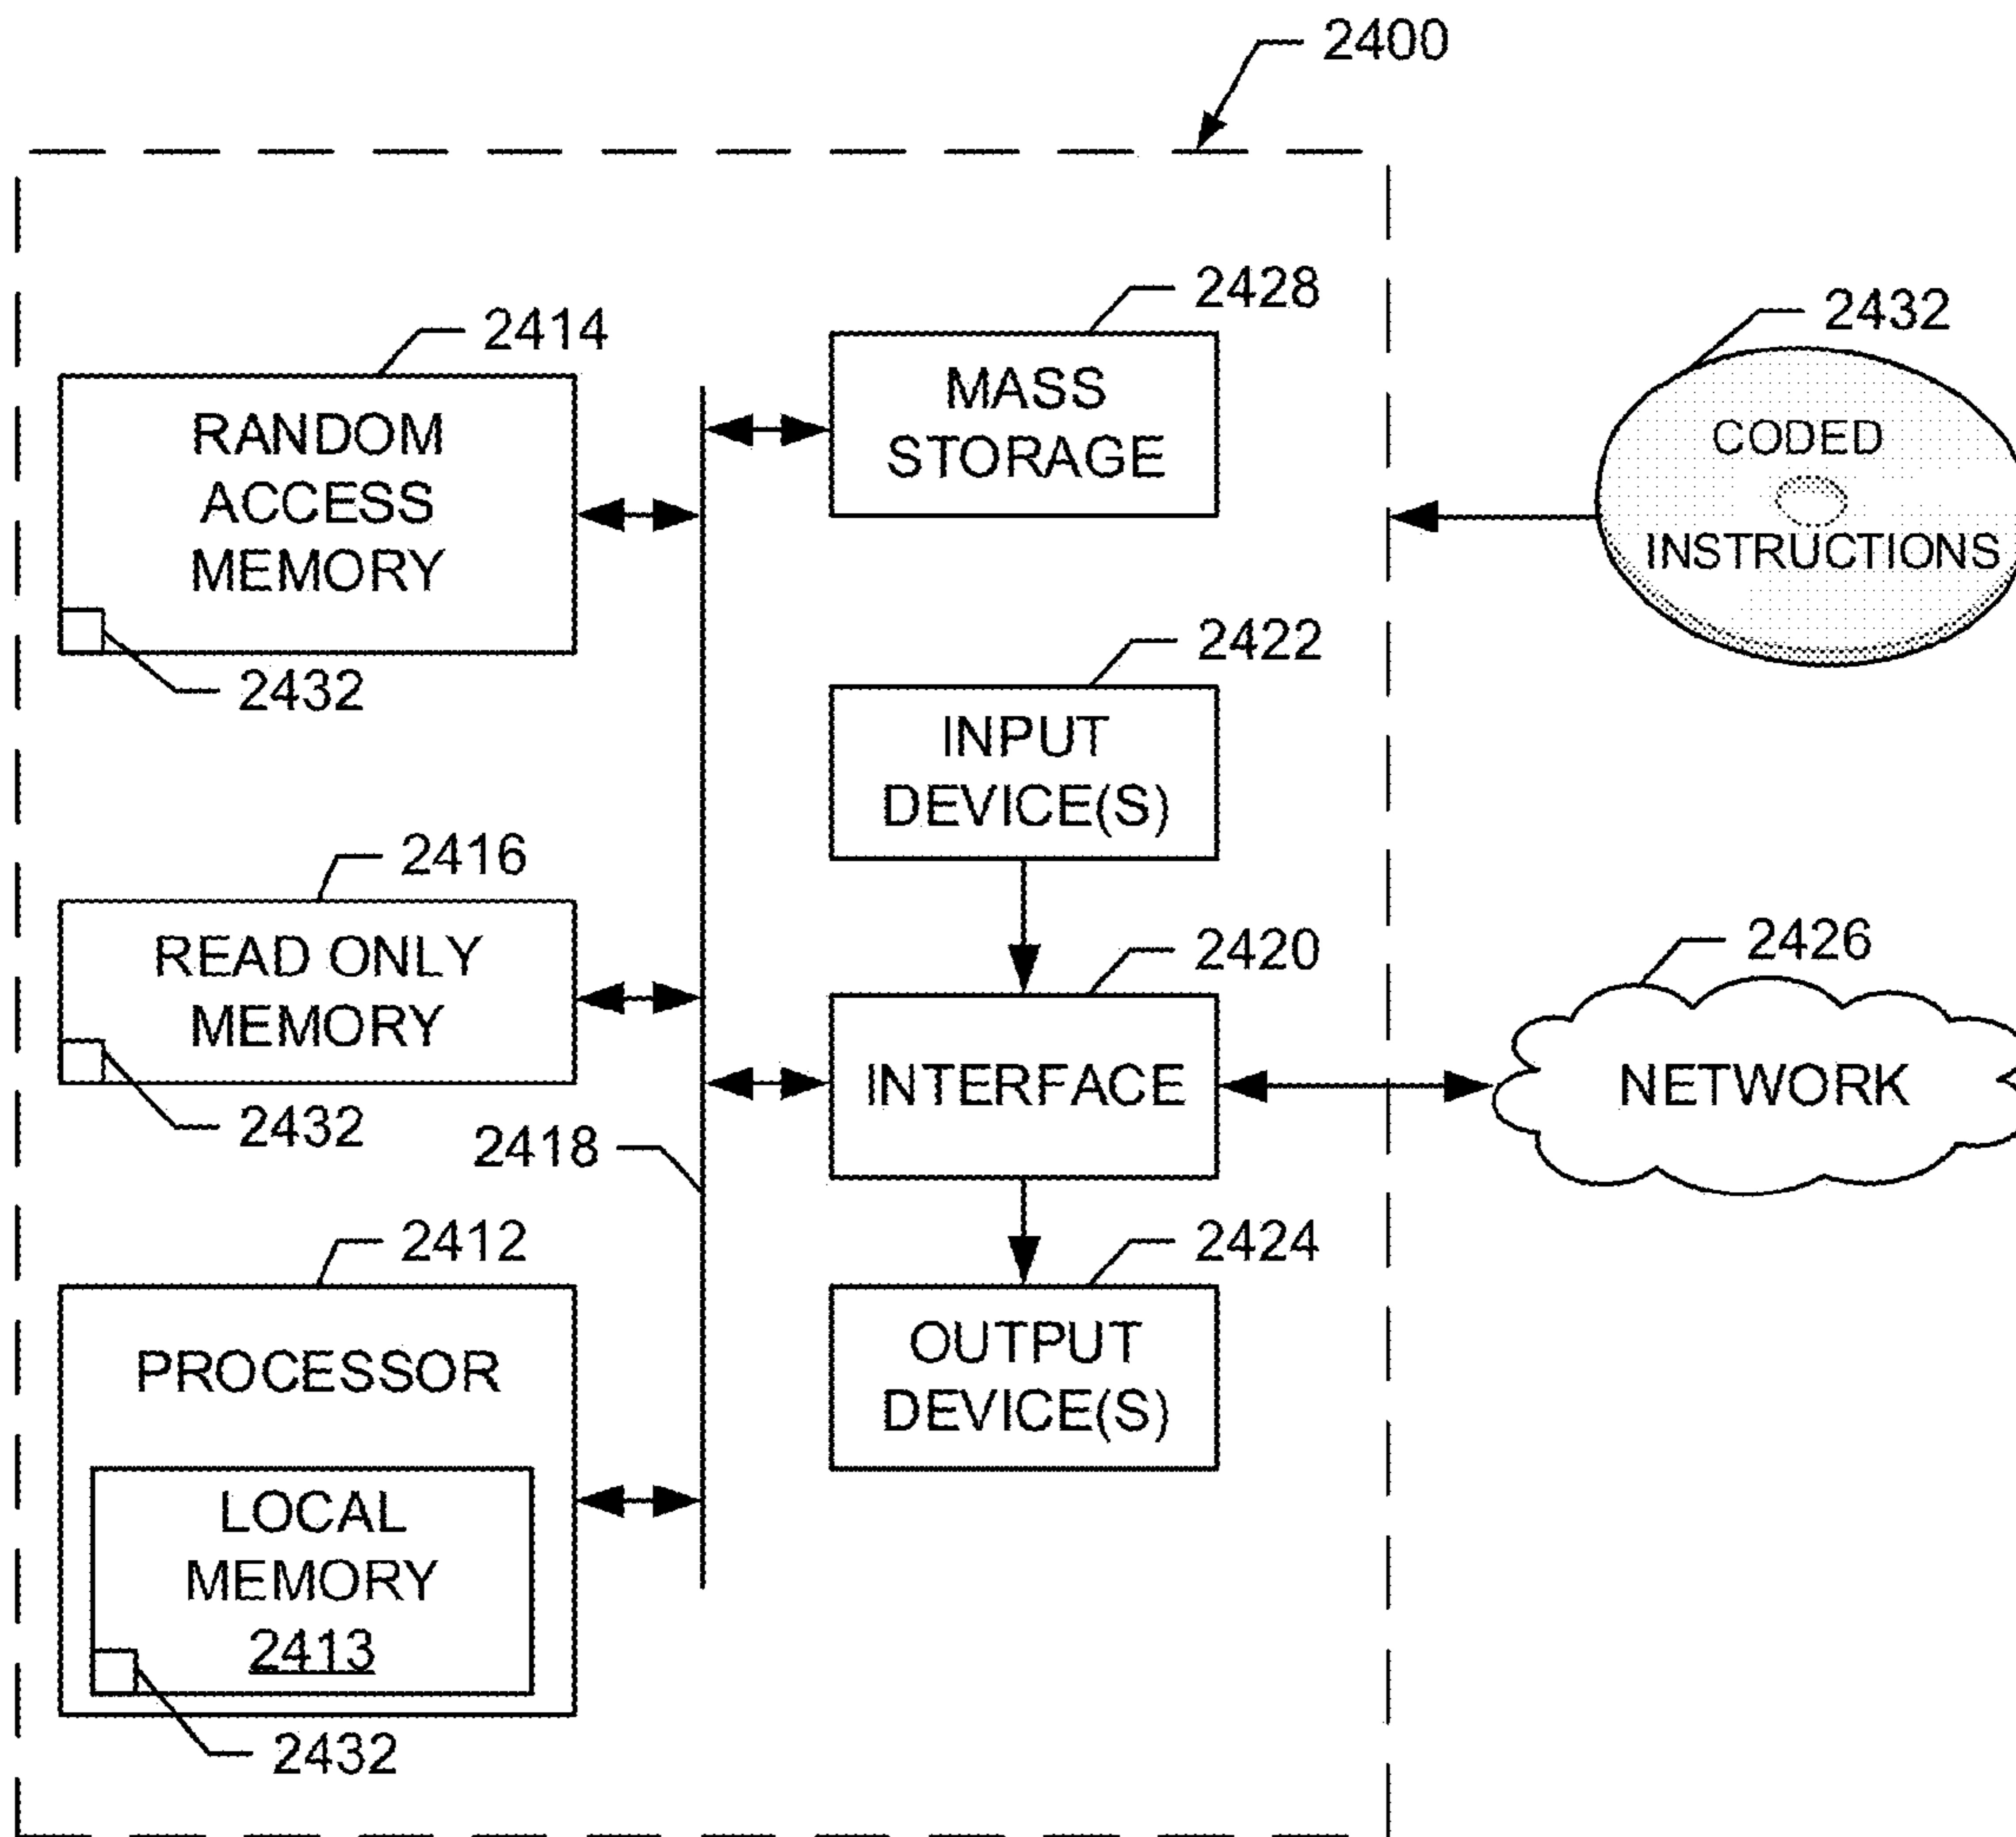 2400
2428
MASS
STORAGE
2414
RANDOM
ACCESS
MEMORY
2432
2432
CODED
INSTRUCTIONS
2422
INPUT
DEVICE(S)
2416
READ ONLY
MEMORY
2432
2420
INTERFACE
2426
NETWORK
2418
2412
PROCESSOR
LOCAL
MEMORY
2413
2432
2424
OUTPUT
DEVICE(S)